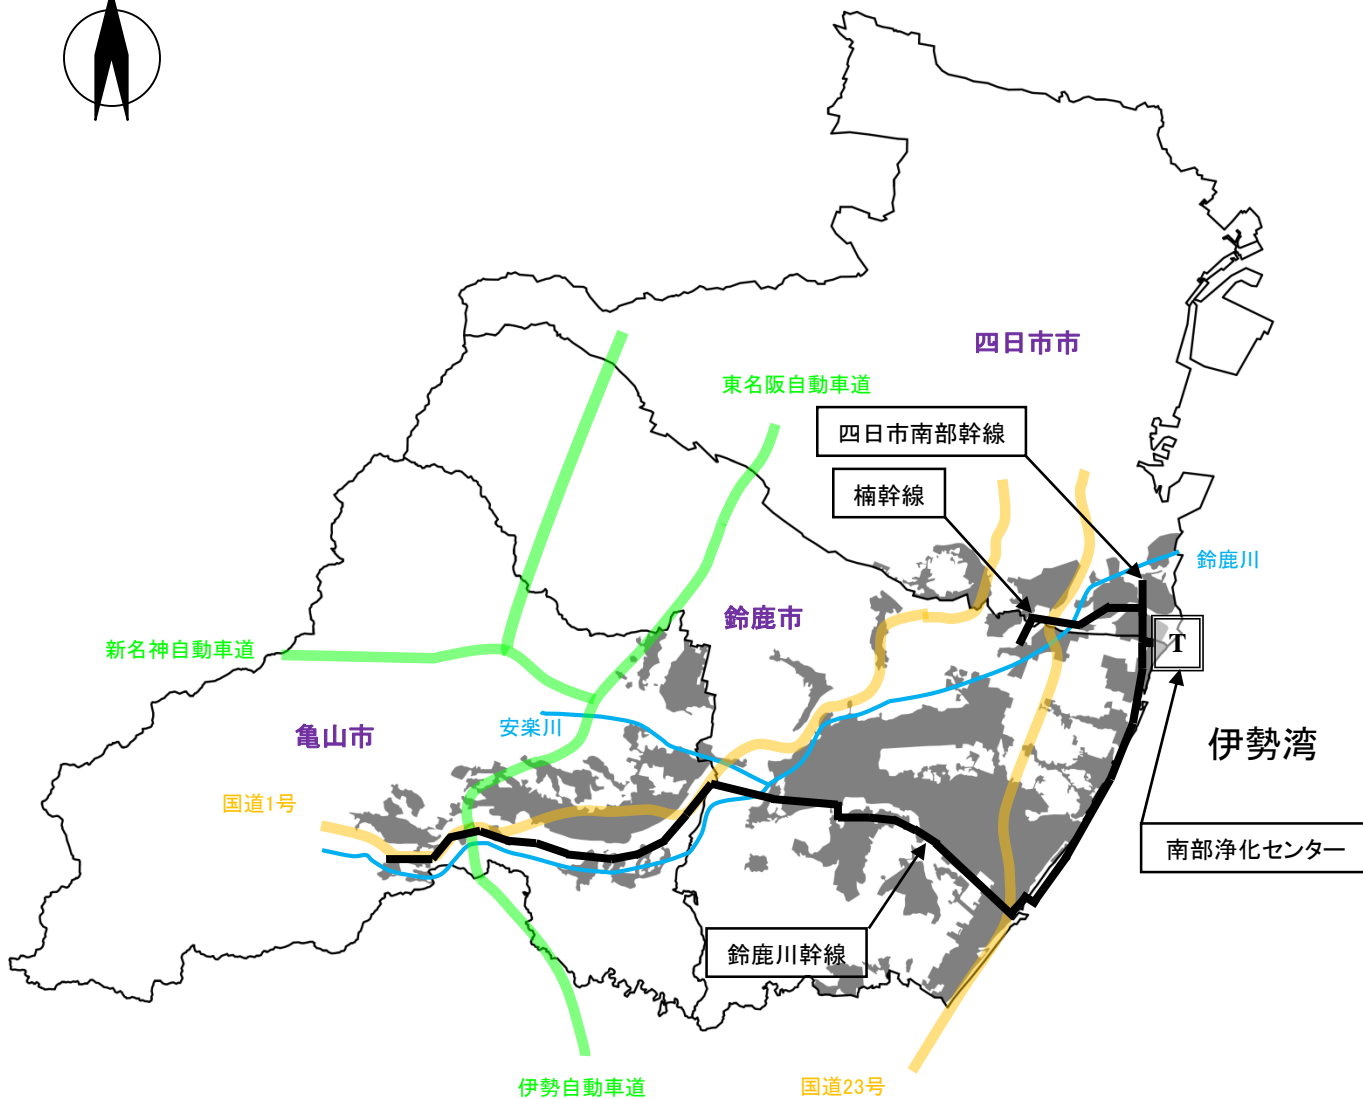 四日市市
東名阪自動車道
四日市南部幹線
楠幹線
鈴鹿川
鈴鹿市
新名神自動車道
T
安楽川
亀山市
伊勢湾
国道1号
南部浄化センター
鈴鹿川幹線
伊勢自動車道
国道23号